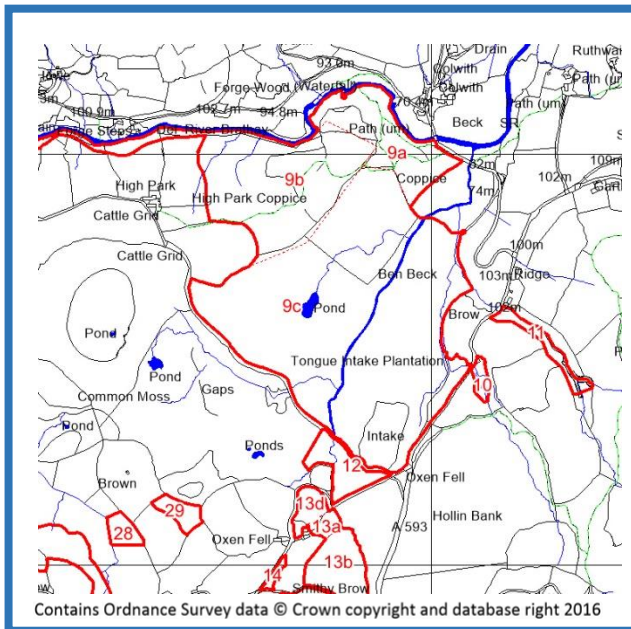 Drain
Ruthwai
93.0m
Colwith
Forge Wood
(Waterfall)
70.4m
Colwith
Path (um)
109.9m
102.7m
94.8m
Forge Steps
Def
River Brathay
Path (um)
Beck
SR
Path (um)
9a
82m
109m
High Park
9b
Coppice
74m
102m
High Park Coppice
Cattle Grid
Cattle Grid
100m
Ben Beck
103m
Ridge
9c
Pond
102m
Brow
11
Pond
Tongue Intake Plantation
Pond
10
Common Moss
Gaps
Pond
Intake
Ponds
12
Oxen Fell
Brown
29
13d
A 593
Hollin Bank
28
Oxen Fell
13a
13b
14
Smithy Brow
Contains Ordnance Survey data © Crown copyright and database right 2016